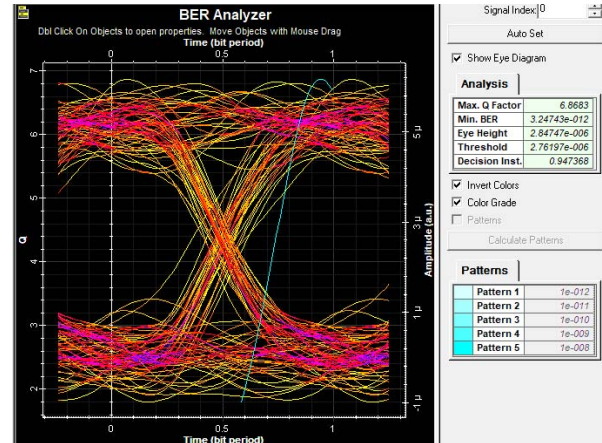 BER Analyzer
Dbl Click On Objects to open properties. Move Objects with Mouse Drag
Time (bit period)
0 0.5 1
7
6
5
4
3
2
Q
5 µ
3 µ
1 µ
-1 µ
Amplitude (a.u.)
0 0.5 1
Time (bit period)
Signal Index: 0
Auto Set
Show Eye Diagram
Analysis
Max. Q Factor 6.8683
Min. BER 3.24743e-012
Eye Height 2.84747e-006
Threshold 2.76197e-006
Decision Inst. 0.947368
Invert Colors
Color Grade
Patterns
Calculate Patterns
Patterns
Pattern 1 1e-012
Pattern 2 1e-011
Pattern 3 1e-010
Pattern 4 1e-009
Pattern 5 1e-008